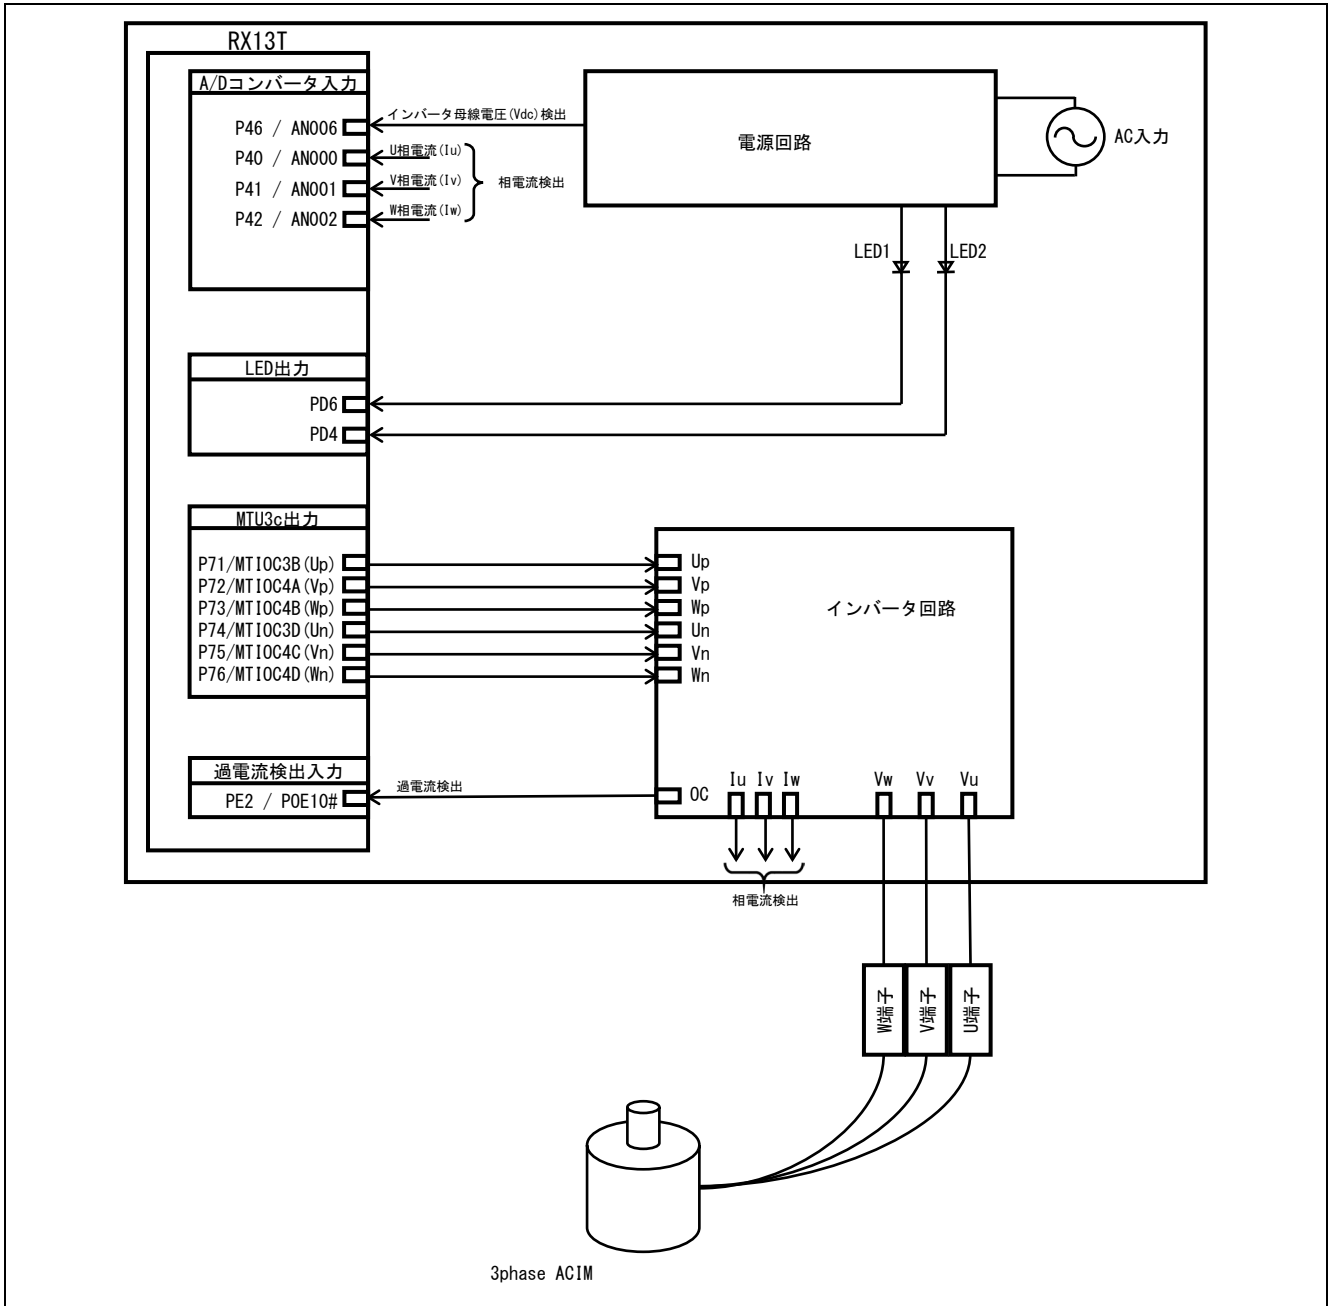 RX13T
A/Dコンバータ入力
P46 / AN006
P40 / AN000
P41 / AN001
P42 / AN002
インバータ母線電圧(Vdc)検出
U相電流(Iu)
V相電流(Iv)
W相電流(Iw)
相電流検出
電源回路
AC入力
LED1
LED2
LED出力
PD6
PD4
MTU3c出力
P71/MTIOC3B(Up)
P72/MTIOC4A(Vp)
P73/MTIOC4B(Wp)
P74/MTIOC3D(Un)
P75/MTIOC4C(Vn)
P76/MTIOC4D(Wn)
Up
Vp
Wp
Un
Vn
Wn
インバータ回路
過電流検出入力
PE2 / POE10#
過電流検出
OC
Iu Iv Iw
Vw Vv Vu
相電流検出
W端子
V端子
U端子
3phase ACIM